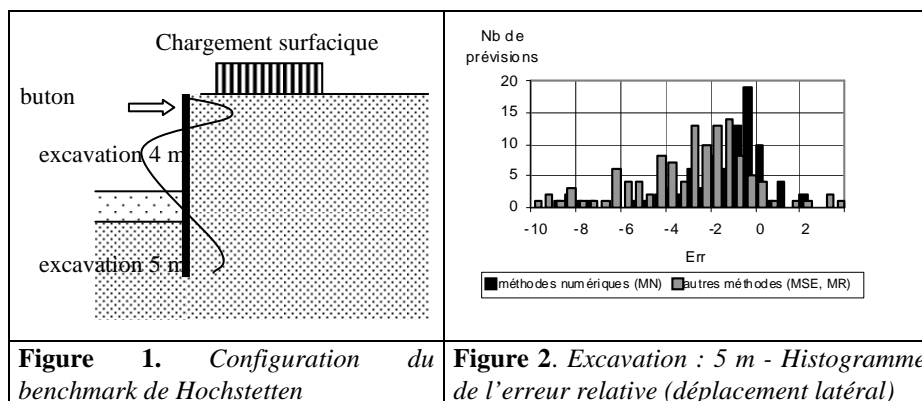 Chargement surfacique
buton
excavation 4 m
excavation 5 m
Figure 1. Configuration du
benchmark de Hochstetten
Nb de
prévisions
20
15
10
5
0
-10 -8 -6 -4 -2 0 2
Err
méthodes numériques (MN) autres méthodes (MSE, MR)
Figure 2. Excavation : 5 m - Histogramme
de l'erreur relative (déplacement latéral)